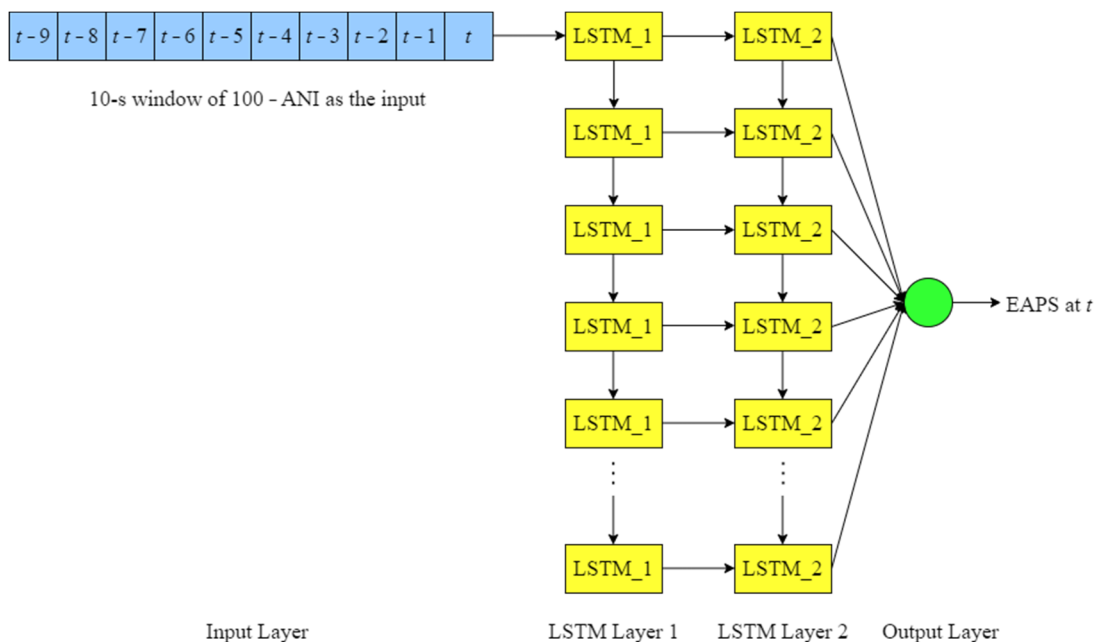 t – 9 t – 8 t – 7 t – 6 t – 5 t – 4 t – 3 t – 2 t – 1 t LSTM_1 LSTM_2
10-s window of 100 – ANI as the input
LSTM_1 LSTM_2
LSTM_1 LSTM_2
EAPS at t
LSTM_1 LSTM_2
LSTM_1 LSTM_2
LSTM_1 LSTM_2
Input Layer LSTM Layer 1 LSTM Layer 2 Output Layer